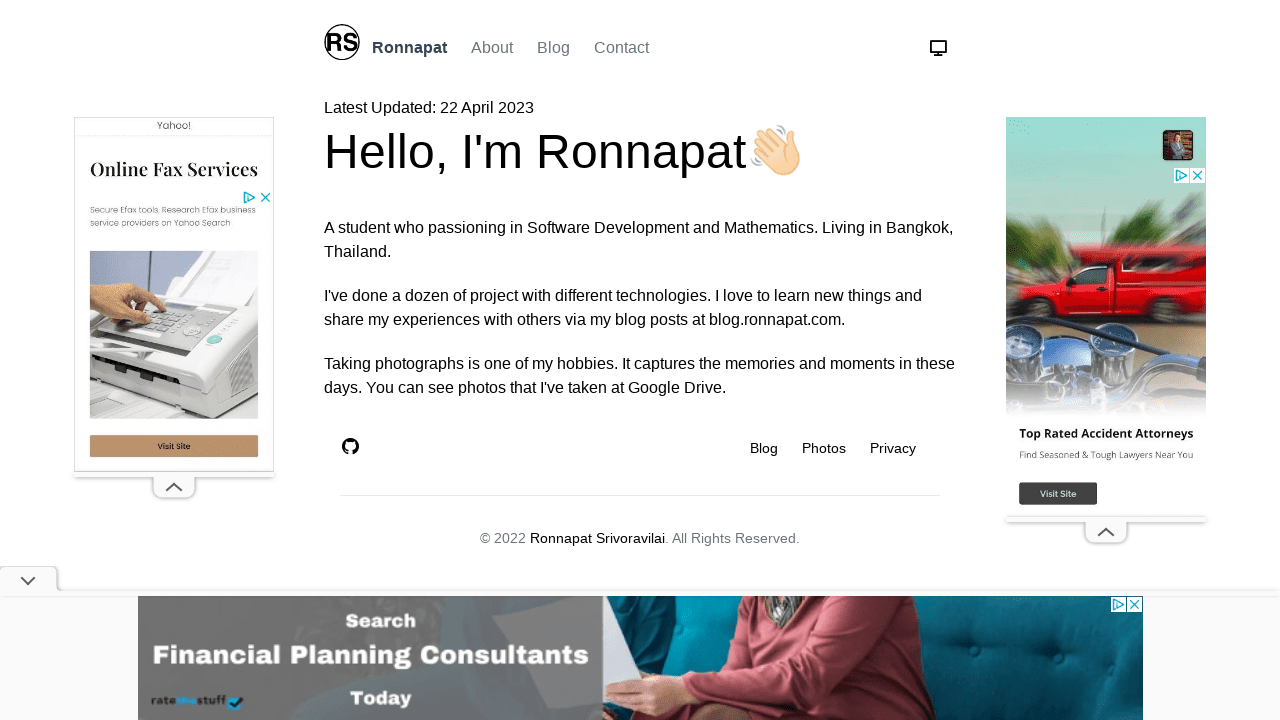 RS
Ronnapat About Blog Contact
Latest Updated: 22 April 2023
Hello, I'm Ronnapat
A student who passioning in Software Development and Mathematics. Living in Bangkok,
Thailand.
I've done a dozen of project with different technologies. I love to learn new things and
share my experiences with others via my blog posts at blog.ronnapat.com.
Taking photographs is one of my hobbies. It captures the memories and moments in these
days. You can see photos that I've taken at Google Drive.
Blog Photos Privacy
© 2022 Ronnapat Srivoravilai. All Rights Reserved.
Yahoo!
Online Fax Services
Secure Efax tools. Research Efax business
service providers on Yahoo Search
Visit Site
Top Rated Accident Attorneys
Find Seasoned & Tough Lawyers Near You
Visit Site
Search
Financial Planning Consultants
Today
ratemestuff